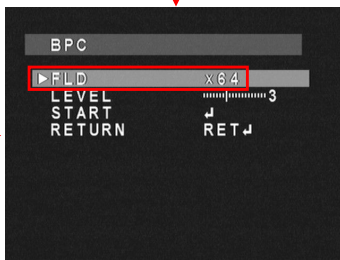 BPC
▶FLD X64
LEVEL 3
START ↲
RETURN RET↲